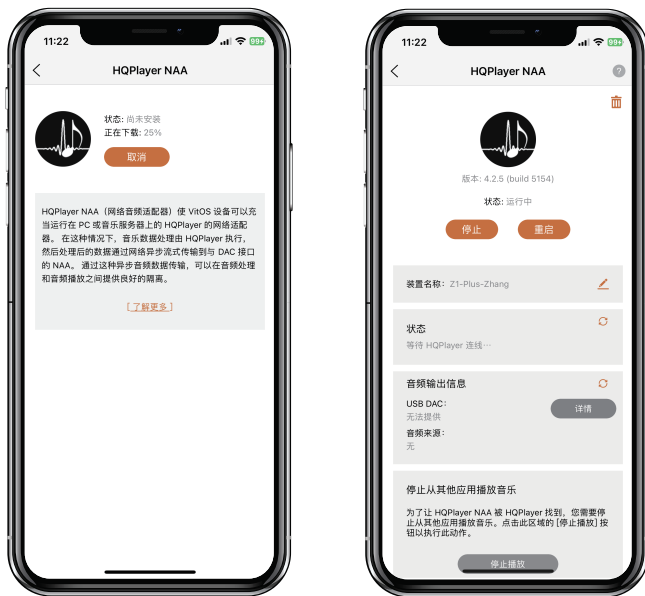 11:22
99+
HQPlayer NAA
状态: 尚未安装
正在下载: 25%
取消
HQPlayer NAA（网络音频适配器）使 VitOS 设备可以充
当运行在 PC 或音乐服务器上的 HQPlayer 的网络适配
器。 在这种情况下，音乐数据处理由 HQPlayer 执行，
然后处理后的数据通过网络异步流式传输到与 DAC 接口
的 NAA。 通过这种异步音频数据传输，可以在音频处理
和音频播放之间提供良好的隔离。
[ 了解更多 ]
11:22
99+
HQPlayer NAA
?
版本: 4.2.5 (build 5154)
状态: 运行中
停止
重启
装置名称: Z1-Plus-Zhang
状态
等待 HQPlayer 连线···
音频输出信息
USB DAC：
无法提供
详情
音频来源：
无
停止从其他应用播放音乐
为了让 HQPlayer NAA 被 HQPlayer 找到，您需要停
止从其他应用播放音乐。点击此区域的 [停止播放] 按
钮以执行此动作。
停止播放